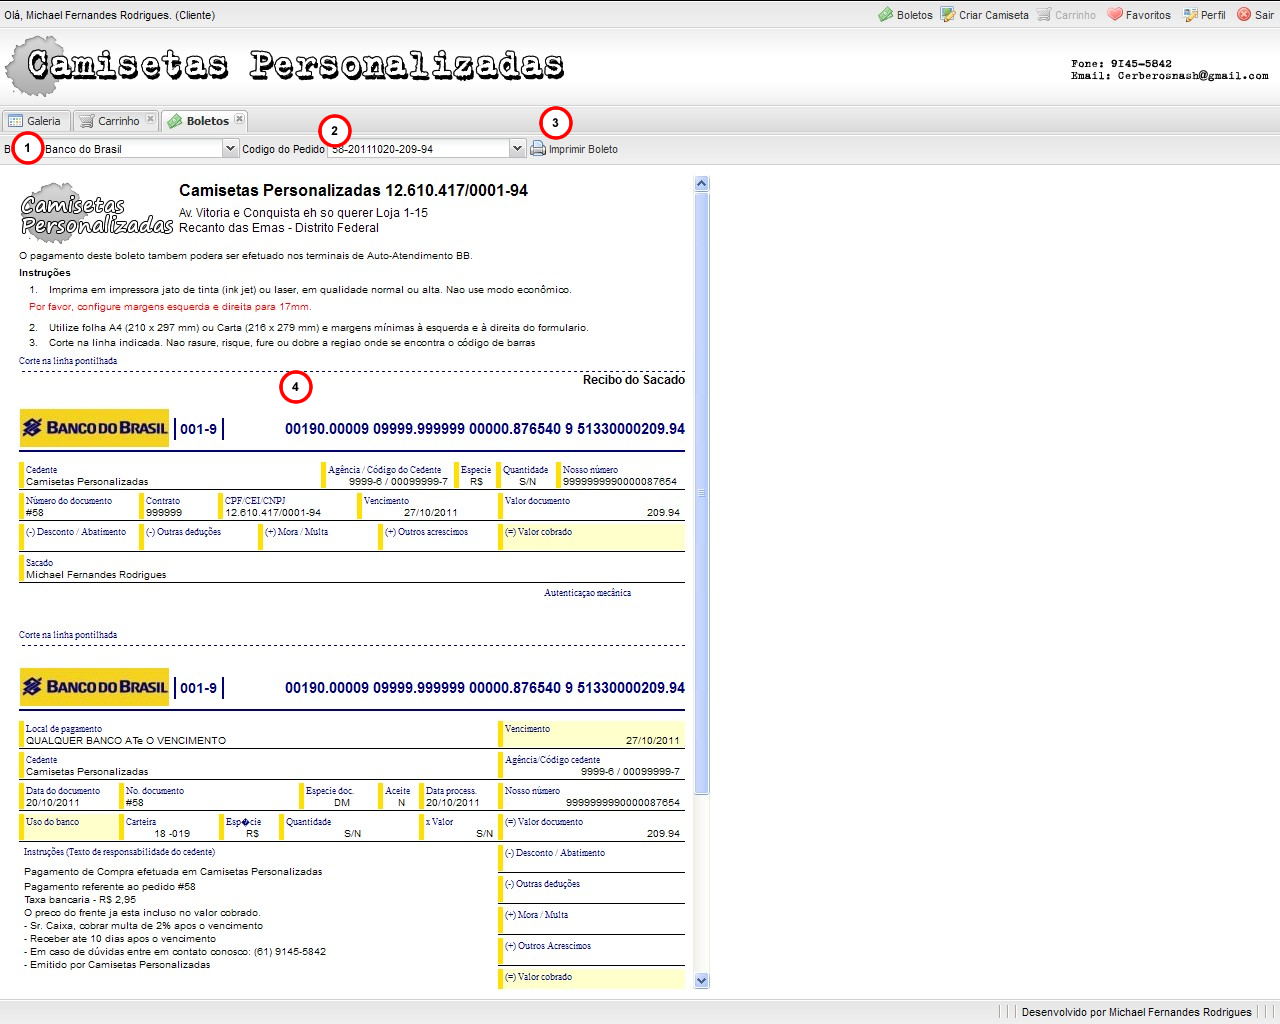 Olá, Michael Fernandes Rodrigues. (Cliente)
Boletos Criar Camiseta Carrinho Favoritos Perfil Sair
Camisetas Personalizadas
Fone: 9145-5842
Email: Cerberosnash@gmail.com
Galeria Carrinho Boletos
1 Banco do Brasil Codigo do Pedido 2 58-20111020-209-94 3 Imprimir Boleto
Camisetas Personalizadas
Camisetas Personalizadas 12.610.417/0001-94
Av. Vitoria e Conquista eh so querer Loja 1-15
Recanto das Emas - Distrito Federal
O pagamento deste boleto tambem podera ser efetuado nos terminais de Auto-Atendimento BB.
Instruções
1. Imprima em impressora jato de tinta (ink jet) ou laser, em qualidade normal ou alta. Nao use modo econômico.
Por favor, configure margens esquerda e direita para 17mm.
2. Utilize folha A4 (210 x 297 mm) ou Carta (216 x 279 mm) e margens mínimas à esquerda e à direita do formulario.
3. Corte na linha indicada. Nao rasure, risque, fure ou dobre a regiao onde se encontra o código de barras
Corte na linha pontilhada
Recibo do Sacado
4
BANCO DO BRASIL 001-9 00190.00009 09999.999999 00000.876540 9 51330000209.94
Cedente Agência / Código do Cedente Especie Quantidade Nosso número
Camisetas Personalizadas 9999-6 / 00099999-7 R$ S/N 9999999990000087654
Número do documento Contrato CPF/CEI/CNPJ Vencimento Valor documento
#58 999999 12.610.417/0001-94 27/10/2011 209.94
(-) Desconto / Abatimento (-) Outras deduções (+) Mora / Multa (+) Outros acrescimos (=) Valor cobrado
Sacado
Michael Fernandes Rodrigues
Autenticaçao mecânica
Corte na linha pontilhada
BANCO DO BRASIL 001-9 00190.00009 09999.999999 00000.876540 9 51330000209.94
Local de pagamento Vencimento
QUALQUER BANCO ATe O VENCIMENTO 27/10/2011
Cedente Agência/Código cedente
Camisetas Personalizadas 9999-6 / 00099999-7
Data do documento No. documento Especie doc. Aceite Data process. Nosso número
20/10/2011 #58 DM N 20/10/2011 9999999990000087654
Uso do banco Carteira Esp�cie Quantidade x Valor (=) Valor documento
18 -019 R$ S/N S/N 209.94
Instruções (Texto de responsabilidade do cedente) (-) Desconto / Abatimento
Pagamento de Compra efetuada em Camisetas Personalizadas
Pagamento referente ao pedido #58 (-) Outras deduções
Taxa bancaria - R$ 2,95
O preco do frente ja esta incluso no valor cobrado. (+) Mora / Multa
- Sr. Caixa, cobrar multa de 2% apos o vencimento
- Receber ate 10 dias apos o vencimento (+) Outros Acrescimos
- Em caso de dúvidas entre em contato conosco: (61) 9145-5842
- Emitido por Camisetas Personalizadas (=) Valor cobrado
Desenvolvido por Michael Fernandes Rodrigues